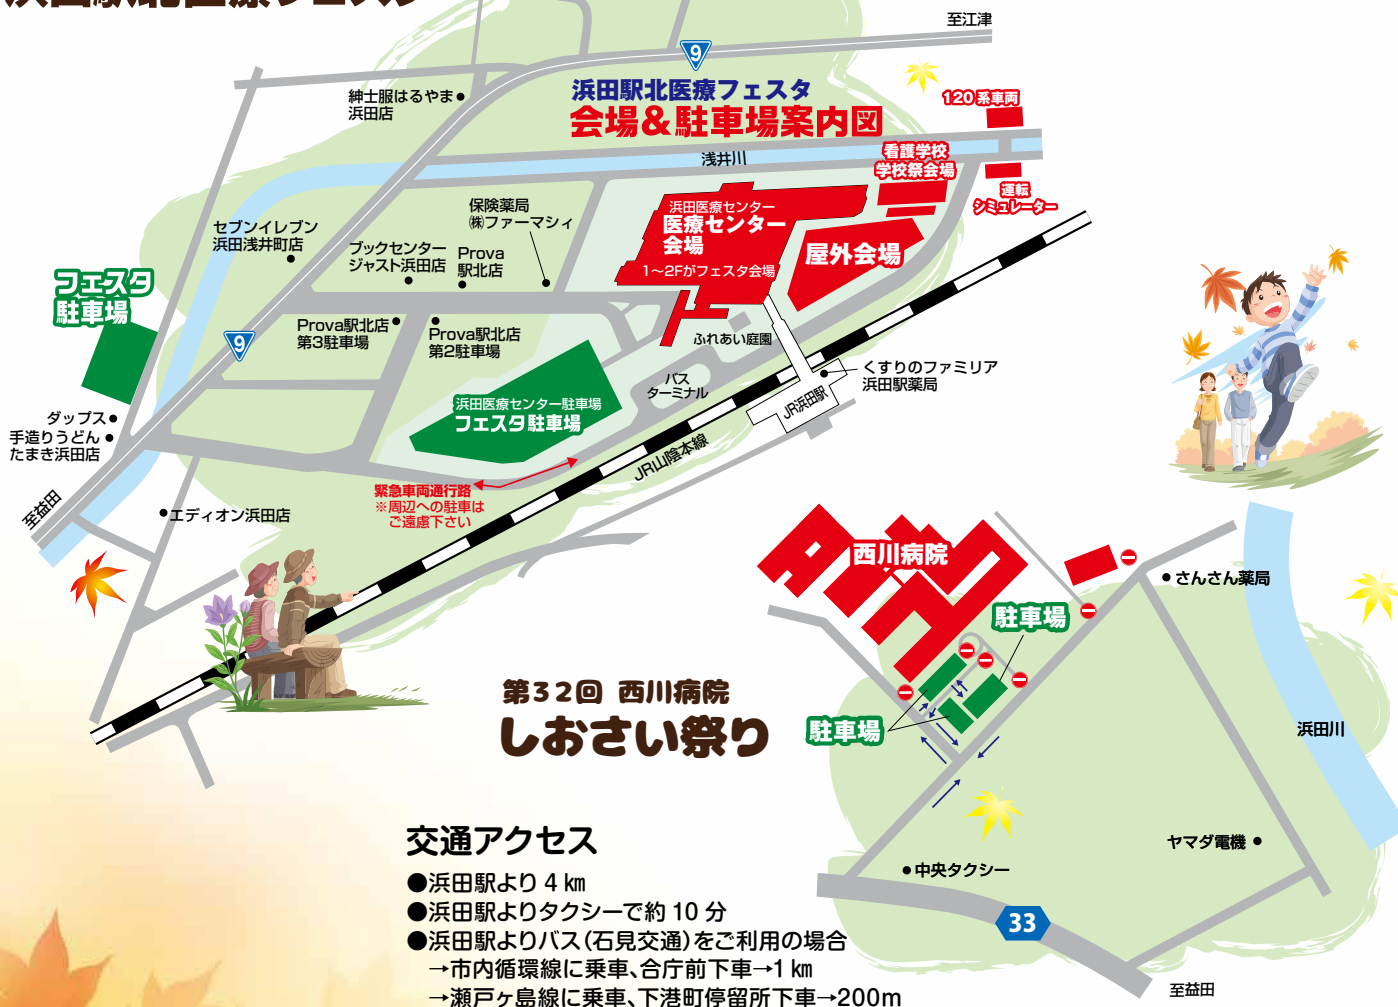 浜田駅北医療フェスタ
至江津
9
浜田駅北医療フェスタ
会場&駐車場案内図
紳士服はるやま
浜田店
120系車両
浅井川
看護学校
学校祭会場
運転
シミュレーター
保険薬局
㈱ファーマシィ
浜田医療センター
医療センター
会場
1〜2Fがフェスタ会場
屋外会場
セブンイレブン
浜田浅井町店
ブックセンター
ジャスト浜田店
Prova
駅北店
フェスタ
駐車場
9
Prova駅北店
第3駐車場
Prova駅北店
第2駐車場
ふれあい庭園
くすりのファミリア
浜田駅薬局
バス
ターミナル
JR浜田駅
浜田医療センター駐車場
フェスタ駐車場
ダップス
手造りうどん
たまき浜田店
JR山陰本線
緊急車両通行路
※周辺への駐車は
ご遠慮下さい
至益田
エディオン浜田店
西川病院
さんさん薬局
駐車場
第32回 西川病院
しおさい祭り
駐車場
浜田川
ヤマダ電機
中央タクシー
33
至益田
交通アクセス
●浜田駅より4㎞
●浜田駅よりタクシーで約10分
●浜田駅よりバス(石見交通)をご利用の場合
→市内循環線に乗車、合庁前下車→1㎞
→瀬戸ヶ島線に乗車、下港町停留所下車→200m